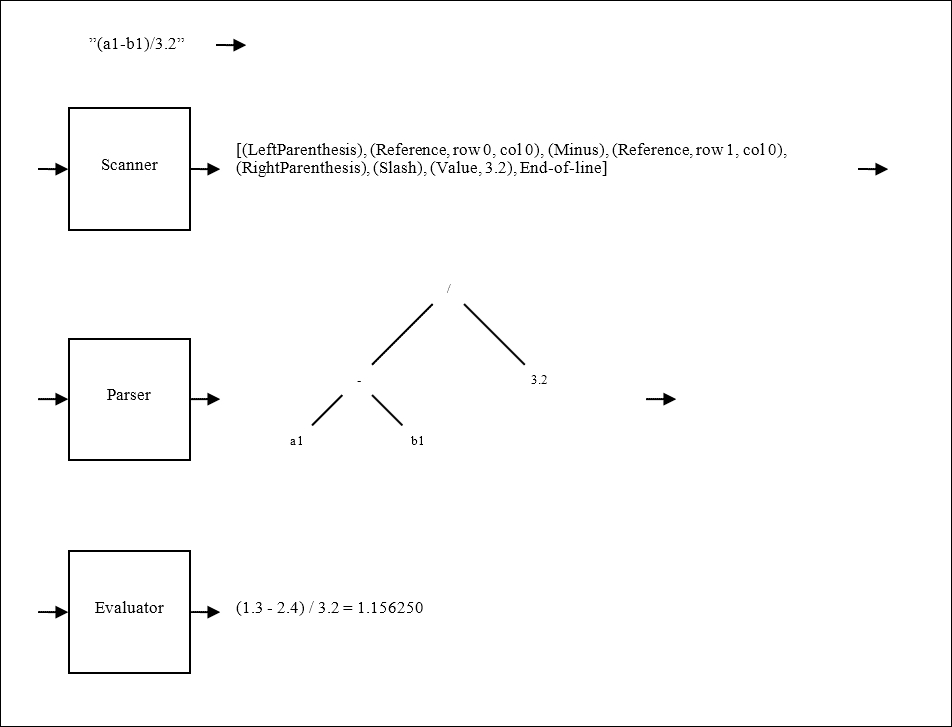 ”(a1-b1)/3.2”
Scanner
[(LeftParenthesis), (Reference, row 0, col 0), (Minus), (Reference, row 1, col 0),
(RightParenthesis), (Slash), (Value, 3.2), End-of-line]
/
-
3.2
Parser
a1
b1
Evaluator
(1.3 - 2.4) / 3.2 = 1.156250